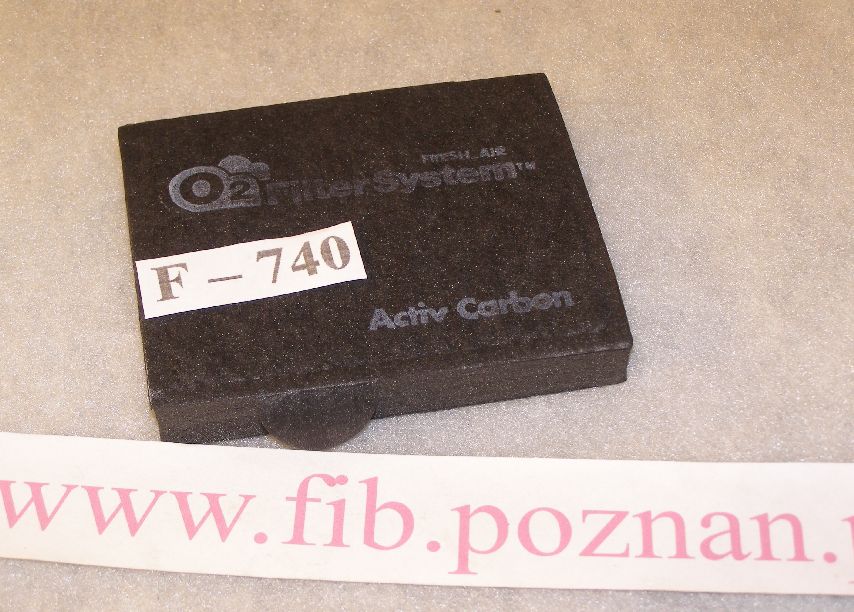 FRESH AIR
O2 FilterSystem™
F – 740
Activ Carbon
www.fib.poznan.